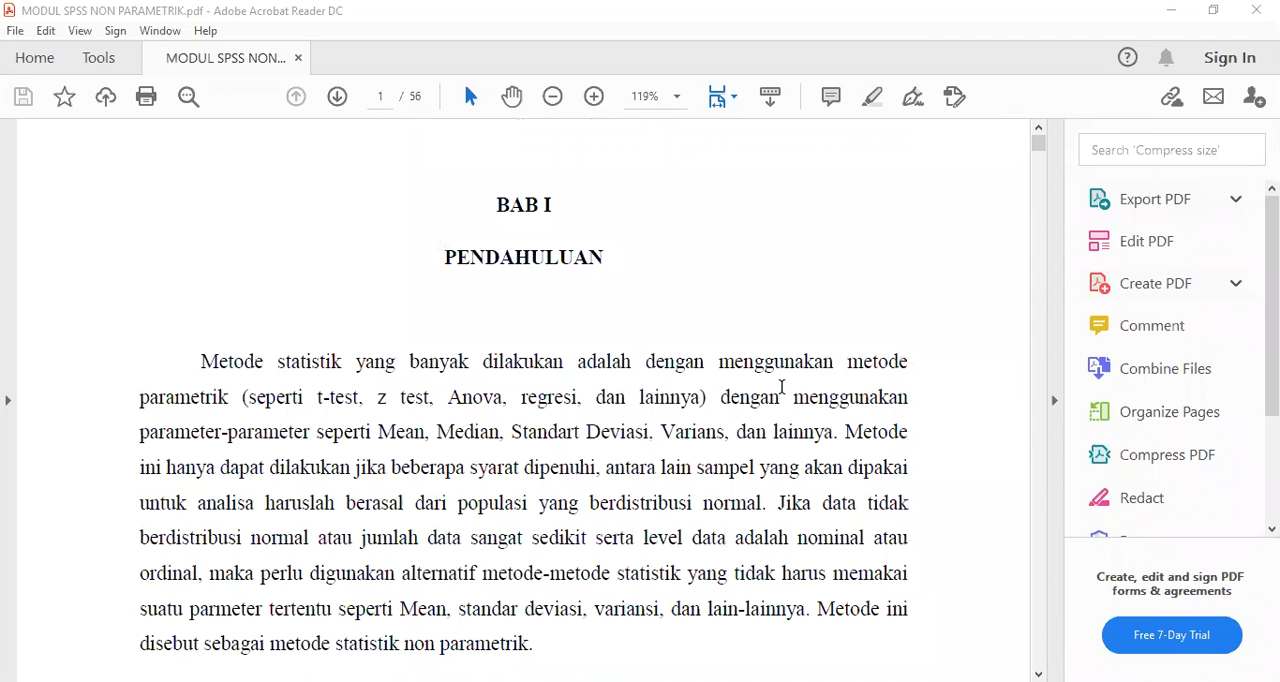 MODUL SPSS NON PARAMETRIK.pdf - Adobe Acrobat Reader DC
File Edit View Sign Window Help
Home Tools MODUL SPSS NON... × Sign In
1 / 56 119%
Search 'Compress size'
Export PDF
Edit PDF
Create PDF
Comment
Combine Files
Organize Pages
Compress PDF
Redact
Create, edit and sign PDF
forms & agreements
Free 7-Day Trial
BAB I
PENDAHULUAN
Metode statistik yang banyak dilakukan adalah dengan menggunakan metode
parametrik (seperti t-test, z test, Anova, regresi, dan lainnya) dengan menggunakan
parameter-parameter seperti Mean, Median, Standart Deviasi, Varians, dan lainnya. Metode
ini hanya dapat dilakukan jika beberapa syarat dipenuhi, antara lain sampel yang akan dipakai
untuk analisa haruslah berasal dari populasi yang berdistribusi normal. Jika data tidak
berdistribusi normal atau jumlah data sangat sedikit serta level data adalah nominal atau
ordinal, maka perlu digunakan alternatif metode-metode statistik yang tidak harus memakai
suatu parmeter tertentu seperti Mean, standar deviasi, variansi, dan lain-lainnya. Metode ini
disebut sebagai metode statistik non parametrik.